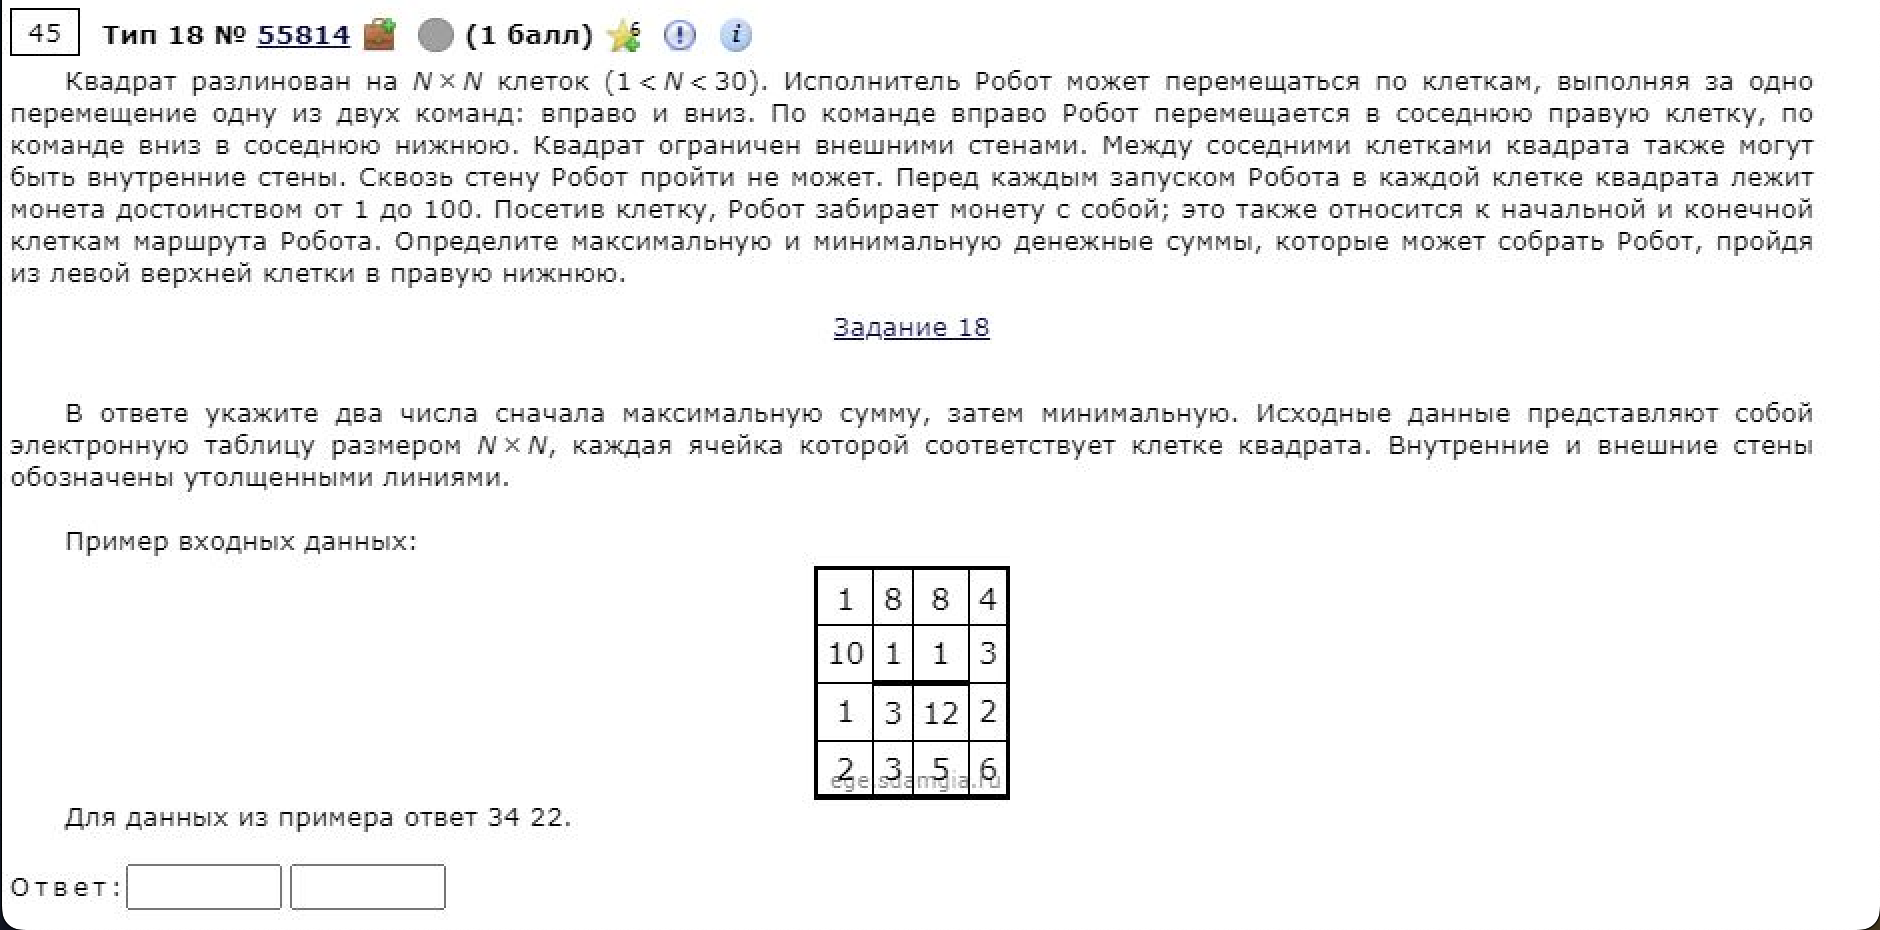 45 Тип 18 № 55814 (1 балл) 6 ! i
Квадрат разлинован на N × N клеток (1 < N < 30). Исполнитель Робот может перемещаться по клеткам, выполняя за одно
перемещение одну из двух команд: вправо и вниз. По команде вправо Робот перемещается в соседнюю правую клетку, по
команде вниз в соседнюю нижнюю. Квадрат ограничен внешними стенами. Между соседними клетками квадрата также могут
быть внутренние стены. Сквозь стену Робот пройти не может. Перед каждым запуском Робота в каждой клетке квадрата лежит
монета достоинством от 1 до 100. Посетив клетку, Робот забирает монету с собой; это также относится к начальной и конечной
клеткам маршрута Робота. Определите максимальную и минимальную денежные суммы, которые может собрать Робот, пройдя
из левой верхней клетки в правую нижнюю.
Задание 18
В ответе укажите два числа сначала максимальную сумму, затем минимальную. Исходные данные представляют собой
электронную таблицу размером N × N, каждая ячейка которой соответствует клетке квадрата. Внутренние и внешние стены
обозначены утолщенными линиями.
Пример входных данных:
1 8 8 4
10 1 1 3
1 3 12 2
2 3 5 6
ege.sdamgia.ru
Для данных из примера ответ 34 22.
Ответ: